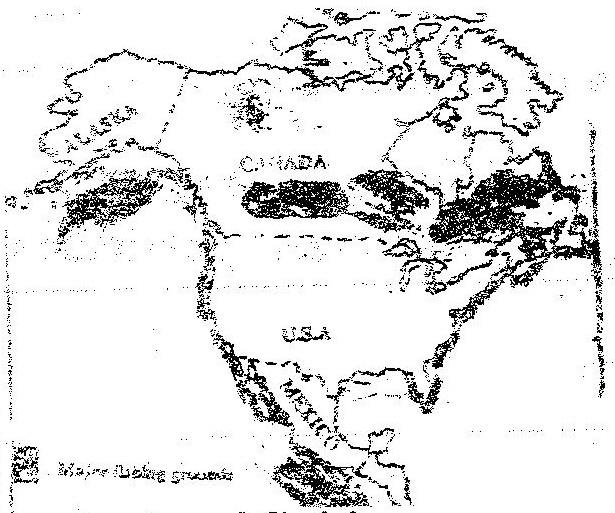 ALASKA
CANADA
U.S.A
MEXICO
Major fishing grounds